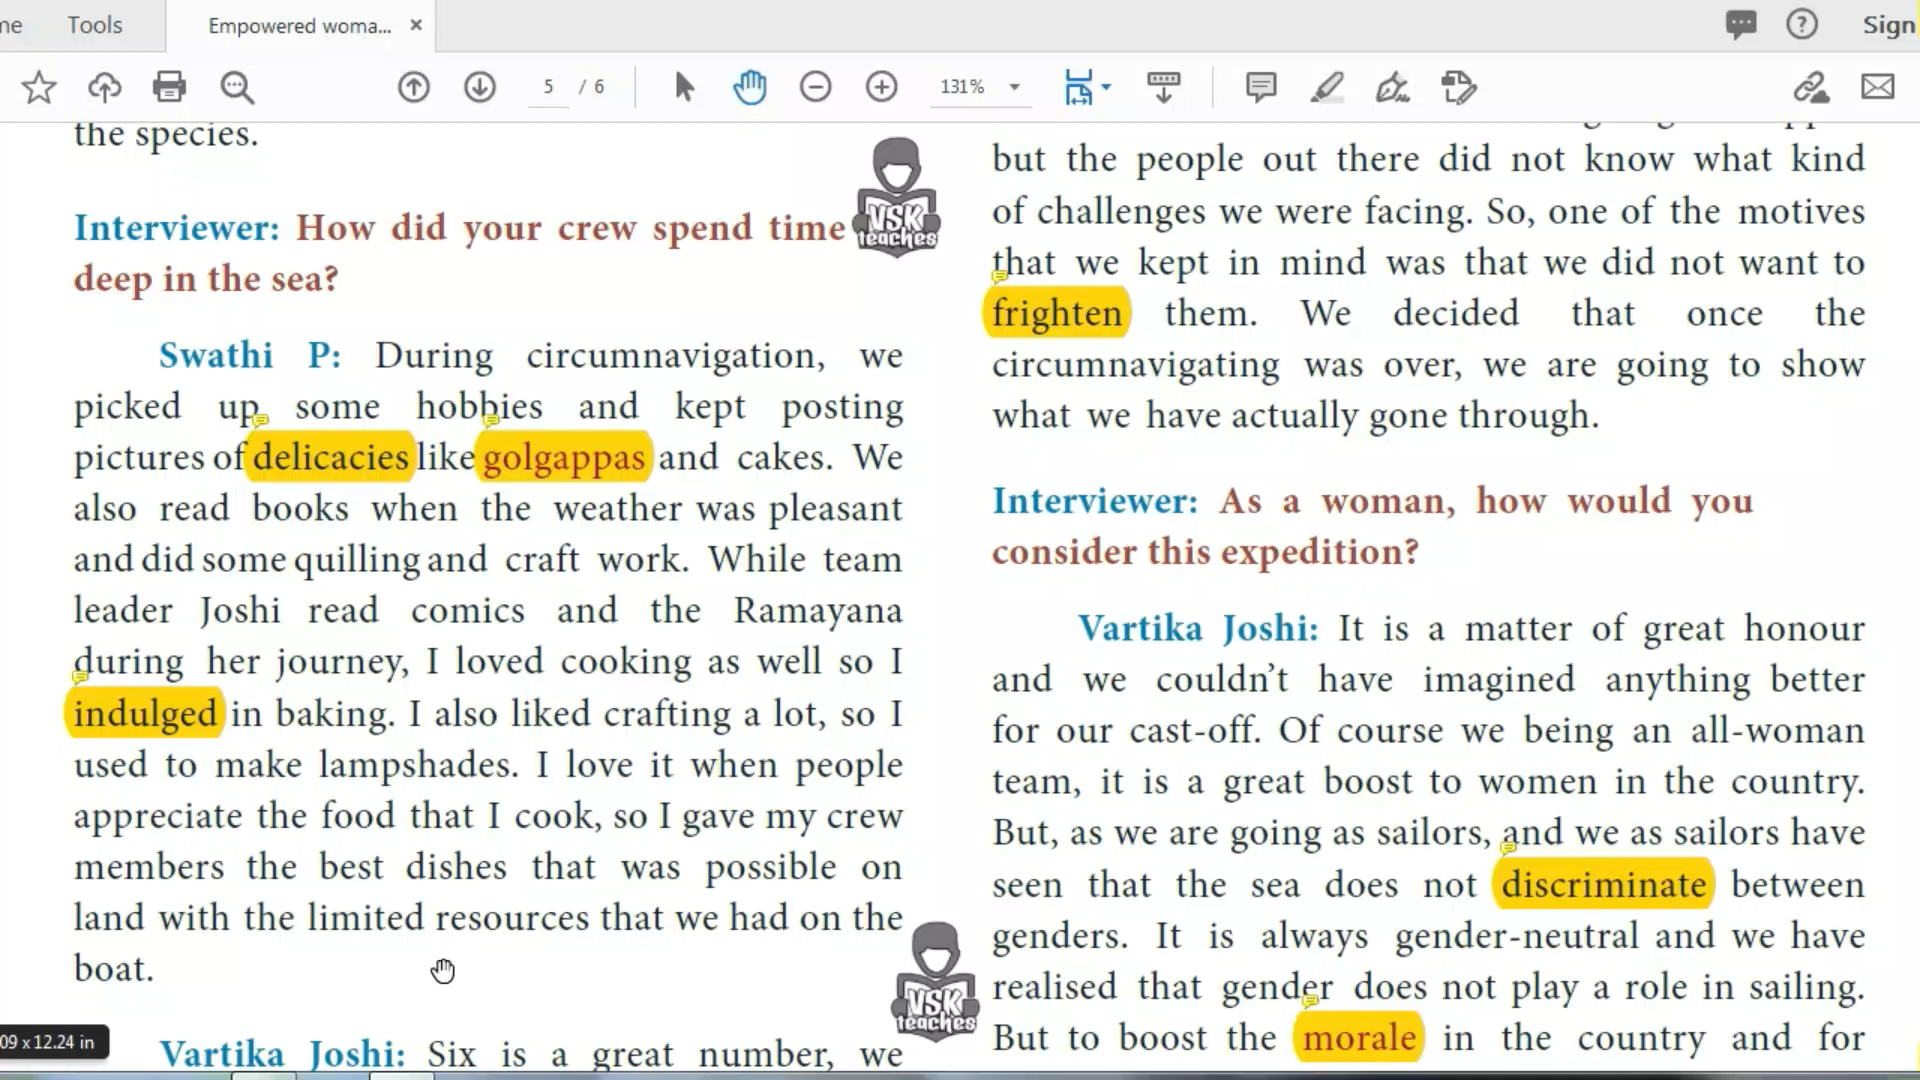 me
Tools
Empowered woma...
×
?
Sign
5 / 6
131%
the species.
Interviewer: How did your crew spend time
deep in the sea?
Swathi P: During circumnavigation, we
picked up some hobbies and kept posting
pictures of delicacies like golgappas and cakes. We
also read books when the weather was pleasant
and did some quilling and craft work. While team
leader Joshi read comics and the Ramayana
during her journey, I loved cooking as well so I
indulged in baking. I also liked crafting a lot, so I
used to make lampshades. I love it when people
appreciate the food that I cook, so I gave my crew
members the best dishes that was possible on
land with the limited resources that we had on the
boat.
Vartika Joshi: Six is a great number, we
09 x 12.24 in
VSK
teaches
but the people out there did not know what kind
of challenges we were facing. So, one of the motives
that we kept in mind was that we did not want to
frighten them. We decided that once the
circumnavigating was over, we are going to show
what we have actually gone through.
Interviewer: As a woman, how would you
consider this expedition?
Vartika Joshi: It is a matter of great honour
and we couldn’t have imagined anything better
for our cast-off. Of course we being an all-woman
team, it is a great boost to women in the country.
But, as we are going as sailors, and we as sailors have
seen that the sea does not discriminate between
genders. It is always gender-neutral and we have
realised that gender does not play a role in sailing.
But to boost the morale in the country and for
VSK
teaches